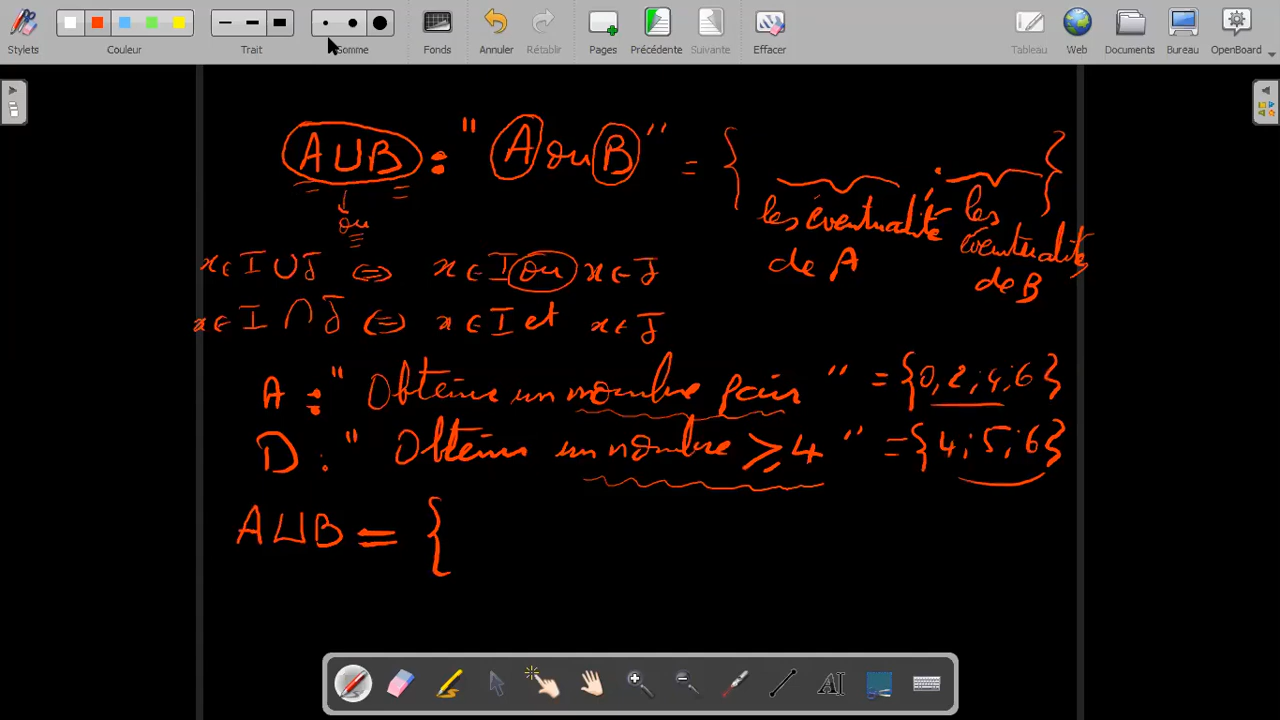 Stylets Couleur Trait Gomme Fonds Annuler Rétablir Pages Précédente Suivante Effacer Tableau Web Documents Bureau OpenBoard
A∪B : "A ou B" = { , }
ou
les éventualités de A
les éventualités de B
x∈I∪J ⇔ x∈I ou x∈J
x∈I∩J ⇔ x∈I et x∈J
A : "Obtenir un nombre pair" = {0, 2; 4; 6}
D : "Obtenir un nombre ⩾ 4" = {4; 5; 6}
A∪B = {